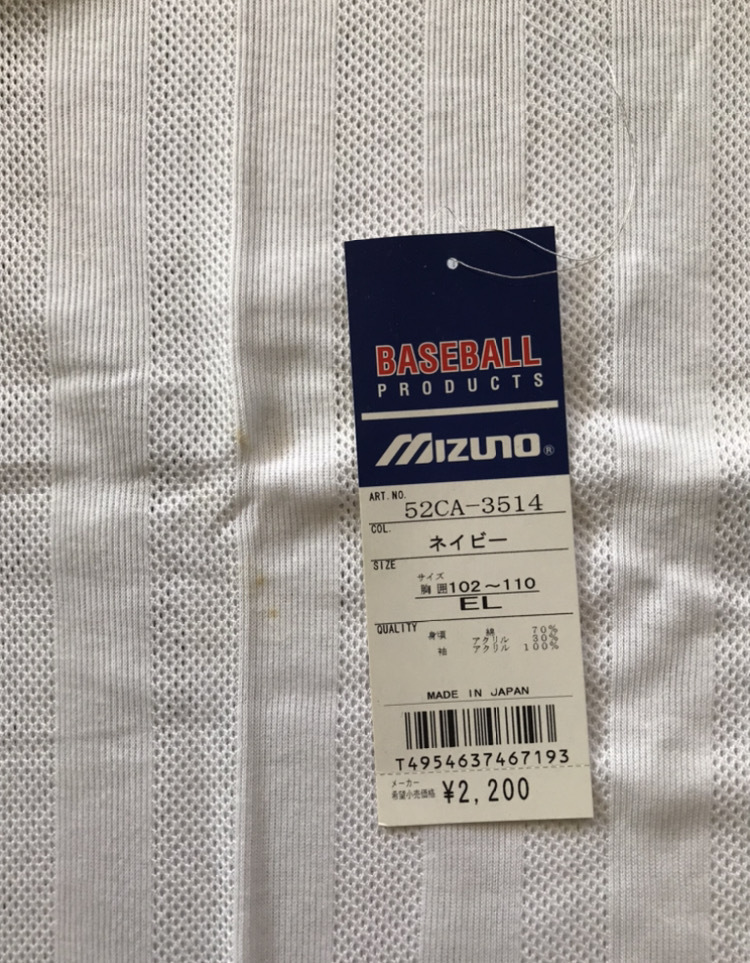 BASEBALL
PRODUCTS
MIZUNO®
ART.NO.
52CA-3514
COL.
ネイビー
SIZE
サイズ
胸囲102～110
EL
QUALITY
身頃 綿 70%
アクリル 30%
袖 アクリル 100%
MADE IN JAPAN
T4954637467193
メーカー
希望小売価格 ¥2,200